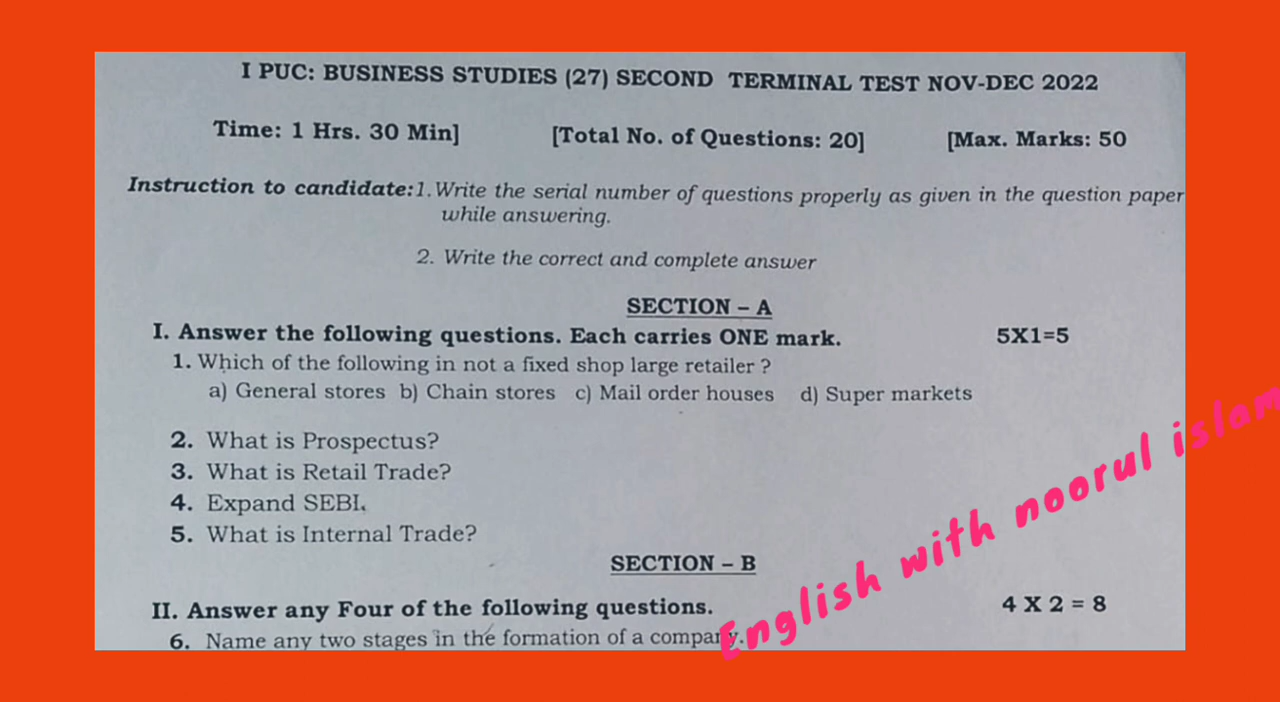 I PUC: BUSINESS STUDIES (27) SECOND TERMINAL TEST NOV-DEC 2022
Time: 1 Hrs. 30 Min] [Total No. of Questions: 20] [Max. Marks: 50
Instruction to candidate:1.Write the serial number of questions properly as given in the question paper
while answering.
2. Write the correct and complete answer
SECTION – A
I. Answer the following questions. Each carries ONE mark. 5X1=5
1. Which of the following in not a fixed shop large retailer ?
a) General stores b) Chain stores c) Mail order houses d) Super markets
2. What is Prospectus?
3. What is Retail Trade?
4. Expand SEBI.
5. What is Internal Trade?
SECTION – B
II. Answer any Four of the following questions. 4 X 2 = 8
6. Name any two stages in the formation of a company.
English with noorul islam